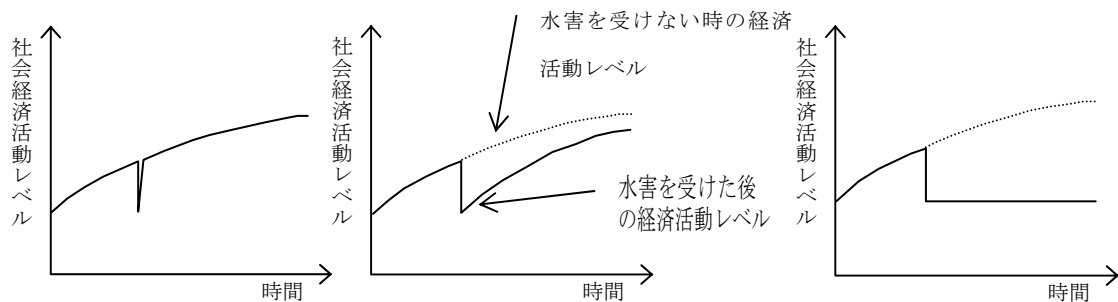 水害を受けない時の経済
活動レベル
社会経済活動レベル
時間
社会経済活動レベル
水害を受けた後
の経済活動レベル
時間
社会経済活動レベル
時間